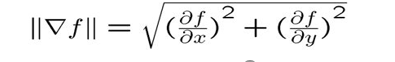 ||∇f|| = √((∂f/∂x)² + (∂f/∂y)²)